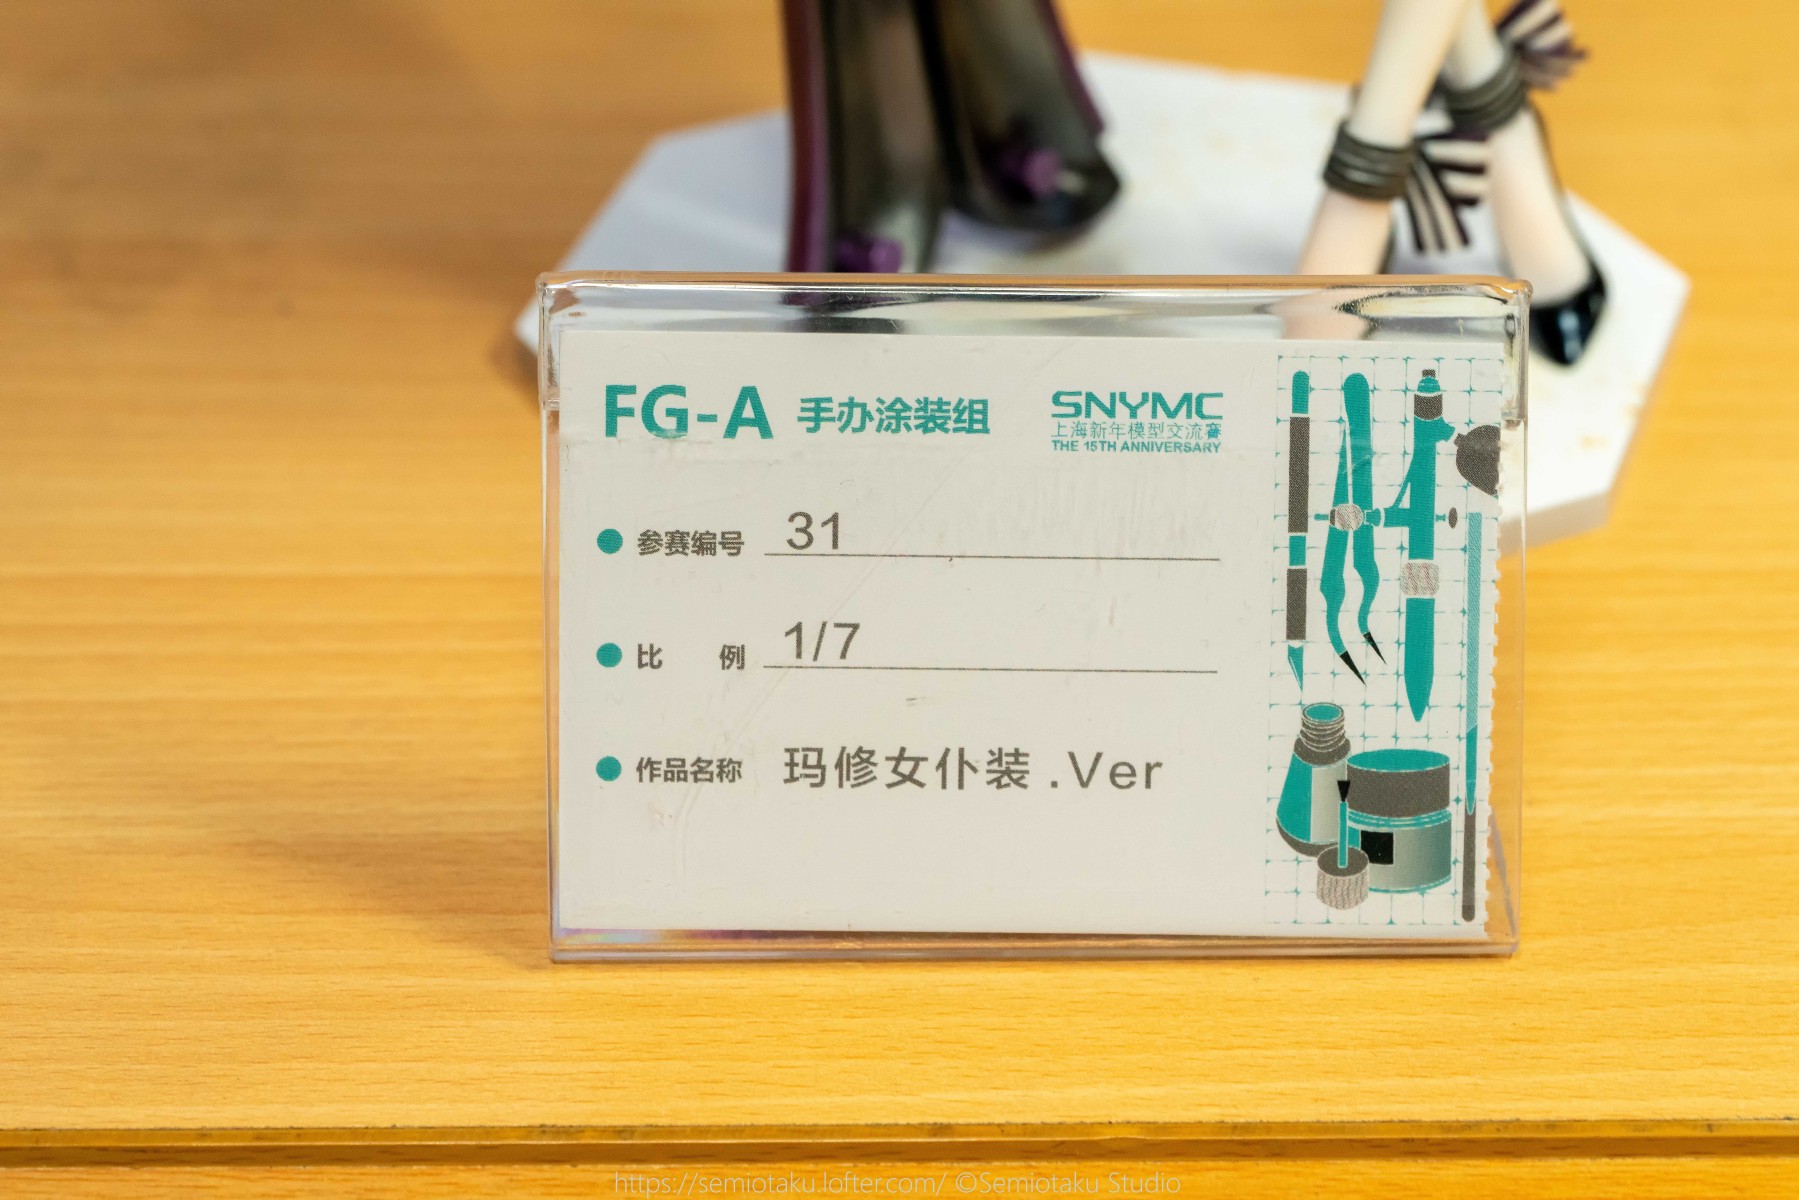 FG-A 手办涂装组
SNYMC
上海新年模型交流赛
THE 15TH ANNIVERSARY
参赛编号 31
比 例 1/7
作品名称 玛修女仆装.Ver
https://semiotaku.lofter.com/ ©Semiotaku Studio